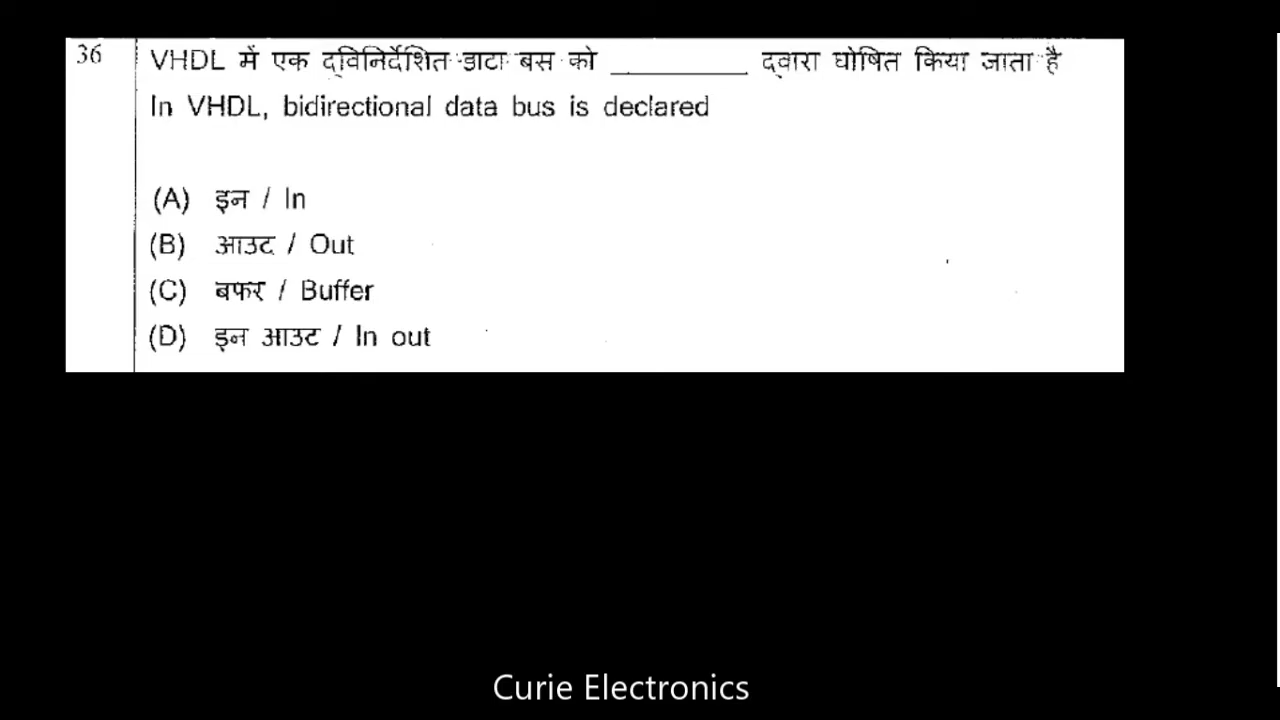 36
VHDL में एक द्विनिर्देशित डाटा बस को __________ द्वारा घोषित किया जाता है
In VHDL, bidirectional data bus is declared
(A) इन / In
(B) आउट / Out
(C) बफर / Buffer
(D) इन आउट / In out
Curie Electronics